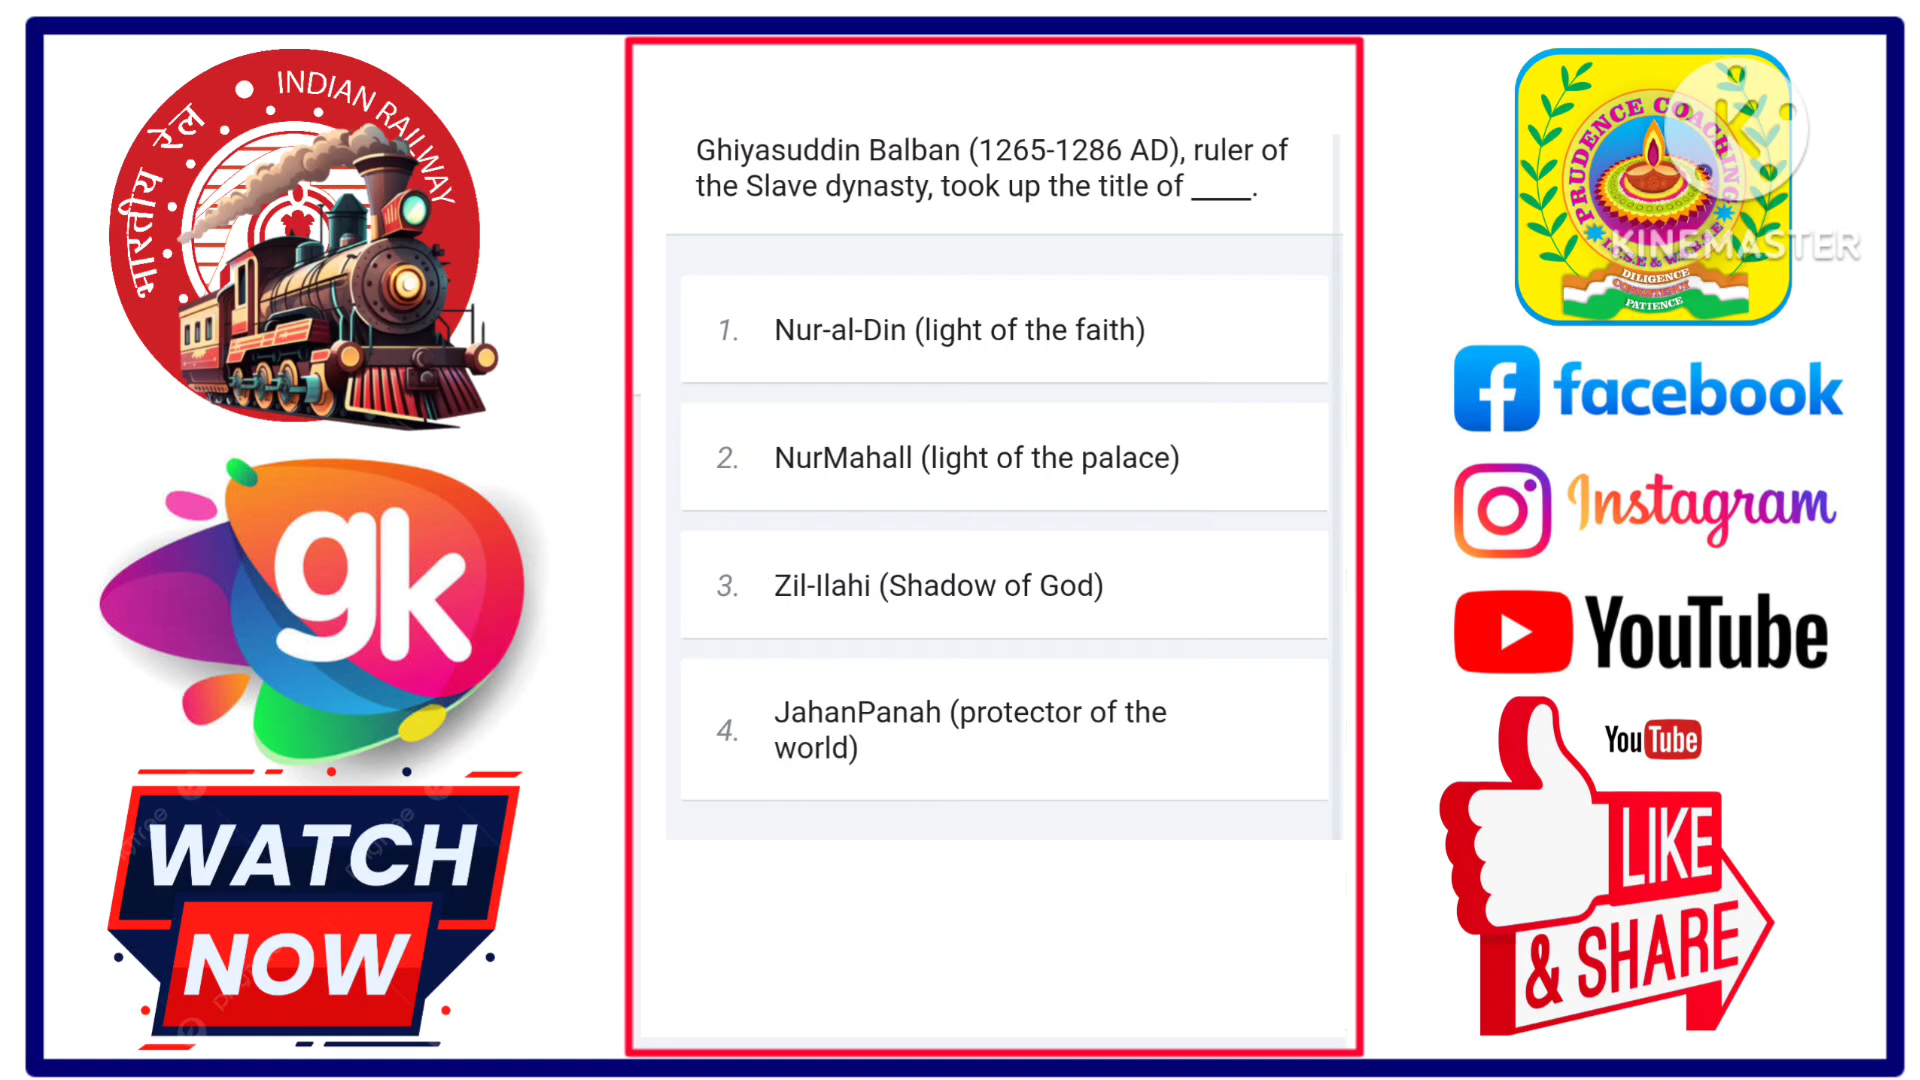 भारतीय रेल
INDIAN RAILWAY
gk
WATCH
NOW
Ghiyasuddin Balban (1265-1286 AD), ruler of
the Slave dynasty, took up the title of ____.
1. Nur-al-Din (light of the faith)
2. NurMahall (light of the palace)
3. Zil-Ilahi (Shadow of God)
4. JahanPanah (protector of the
world)
PRUDENCE COACHING
KINEMASTER
DILIGENCE
CONSISTENCY
PATIENCE
facebook
Instagram
YouTube
YouTube
LIKE
& SHARE